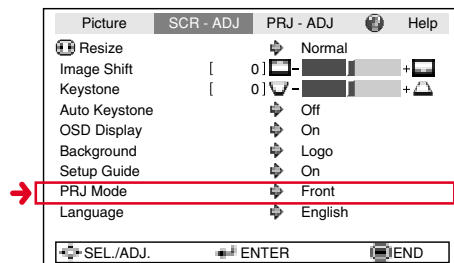 Picture SCR - ADJ PRJ - ADJ Help
Resize Normal
Image Shift [ 0 ] - +
Keystone [ 0 ] - +
Auto Keystone Off
OSD Display On
Background Logo
Setup Guide On
PRJ Mode Front
Language English
SEL./ADJ. ENTER END